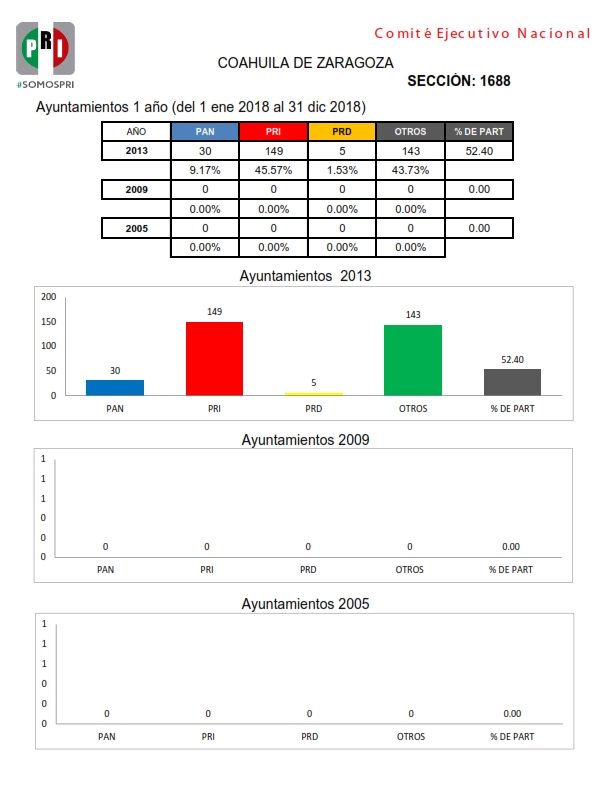 Comité Ejecutivo Nacional
PRI
#SOMOSPRI
COAHUILA DE ZARAGOZA
SECCIÓN: 1688
Ayuntamientos 1 año (del 1 ene 2018 al 31 dic 2018)
AÑO PAN PRI PRD OTROS % DE PART
2013 30 149 5 143 52.40
9.17% 45.57% 1.53% 43.73%
2009 0 0 0 0 0.00
0.00% 0.00% 0.00% 0.00%
2005 0 0 0 0 0.00
0.00% 0.00% 0.00% 0.00%
Ayuntamientos 2013
200
150
100
50
0
30 149 5 143 52.40
PAN PRI PRD OTROS % DE PART
Ayuntamientos 2009
1
1
1
0
0
0
0 0 0 0 0.00
PAN PRI PRD OTROS % DE PART
Ayuntamientos 2005
1
1
1
0
0
0
0 0 0 0 0.00
PAN PRI PRD OTROS % DE PART